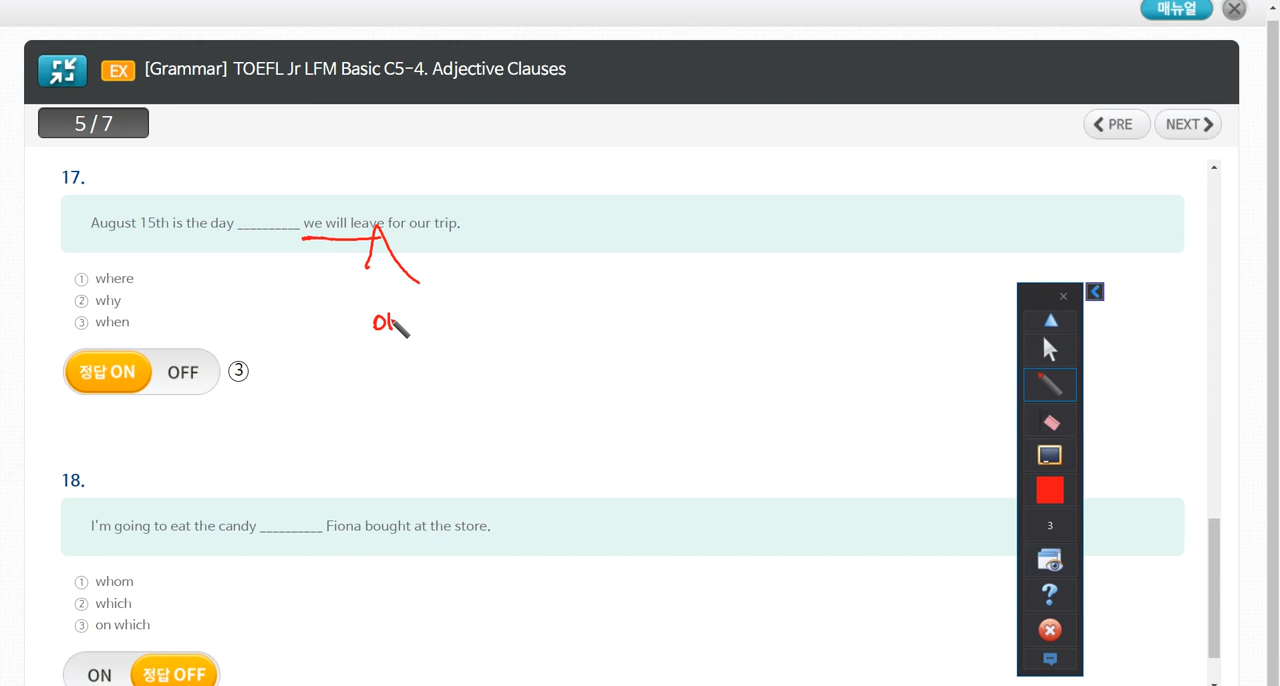 매뉴얼
EX [Grammar] TOEFL Jr LFM Basic C5-4. Adjective Clauses
5 / 7
PRE
NEXT
17.
August 15th is the day __________ we will leave for our trip.
① where
② why
③ when
정답 ON OFF ③
18.
I'm going to eat the candy __________ Fiona bought at the store.
① whom
② which
③ on which
ON 정답 OFF
3